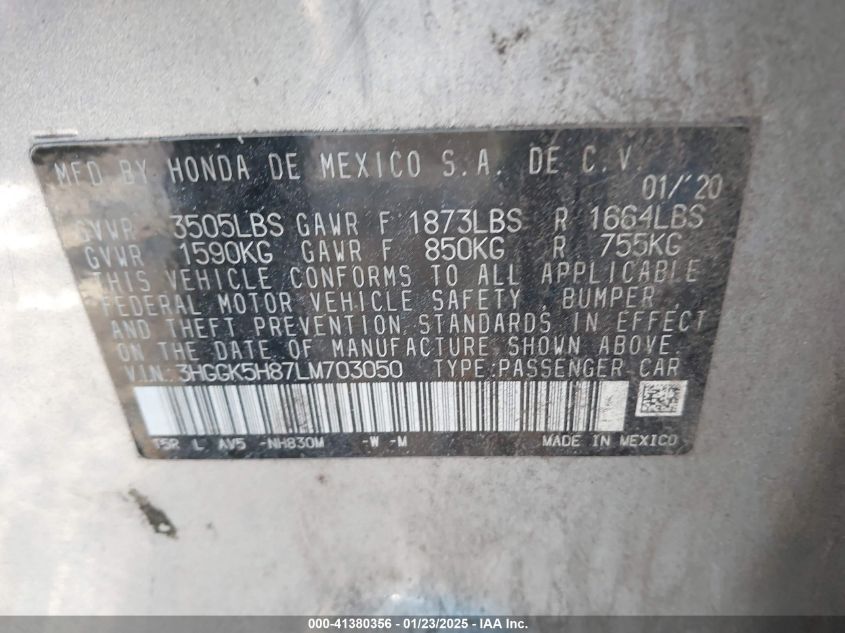 MFD BY HONDA DE MEXICO S.A. DE C.V.
01/'20
GVWR 3505LBS GAWR F 1873LBS R 1664LBS
GVWR 1590KG GAWR F 850KG R 755KG
THIS VEHICLE CONFORMS TO ALL APPLICABLE
FEDERAL MOTOR VEHICLE SAFETY, BUMPER,
AND THEFT PREVENTION STANDARDS IN EFFECT
ON THE DATE OF MANUFACTURE SHOWN ABOVE.
VIN: 3HGGK5H87LM703050 TYPE:PASSENGER CAR
T5R L AV5 -NH830M -W -M MADE IN MEXICO
000-41380356 | 01/23/2025 | IAA Inc.